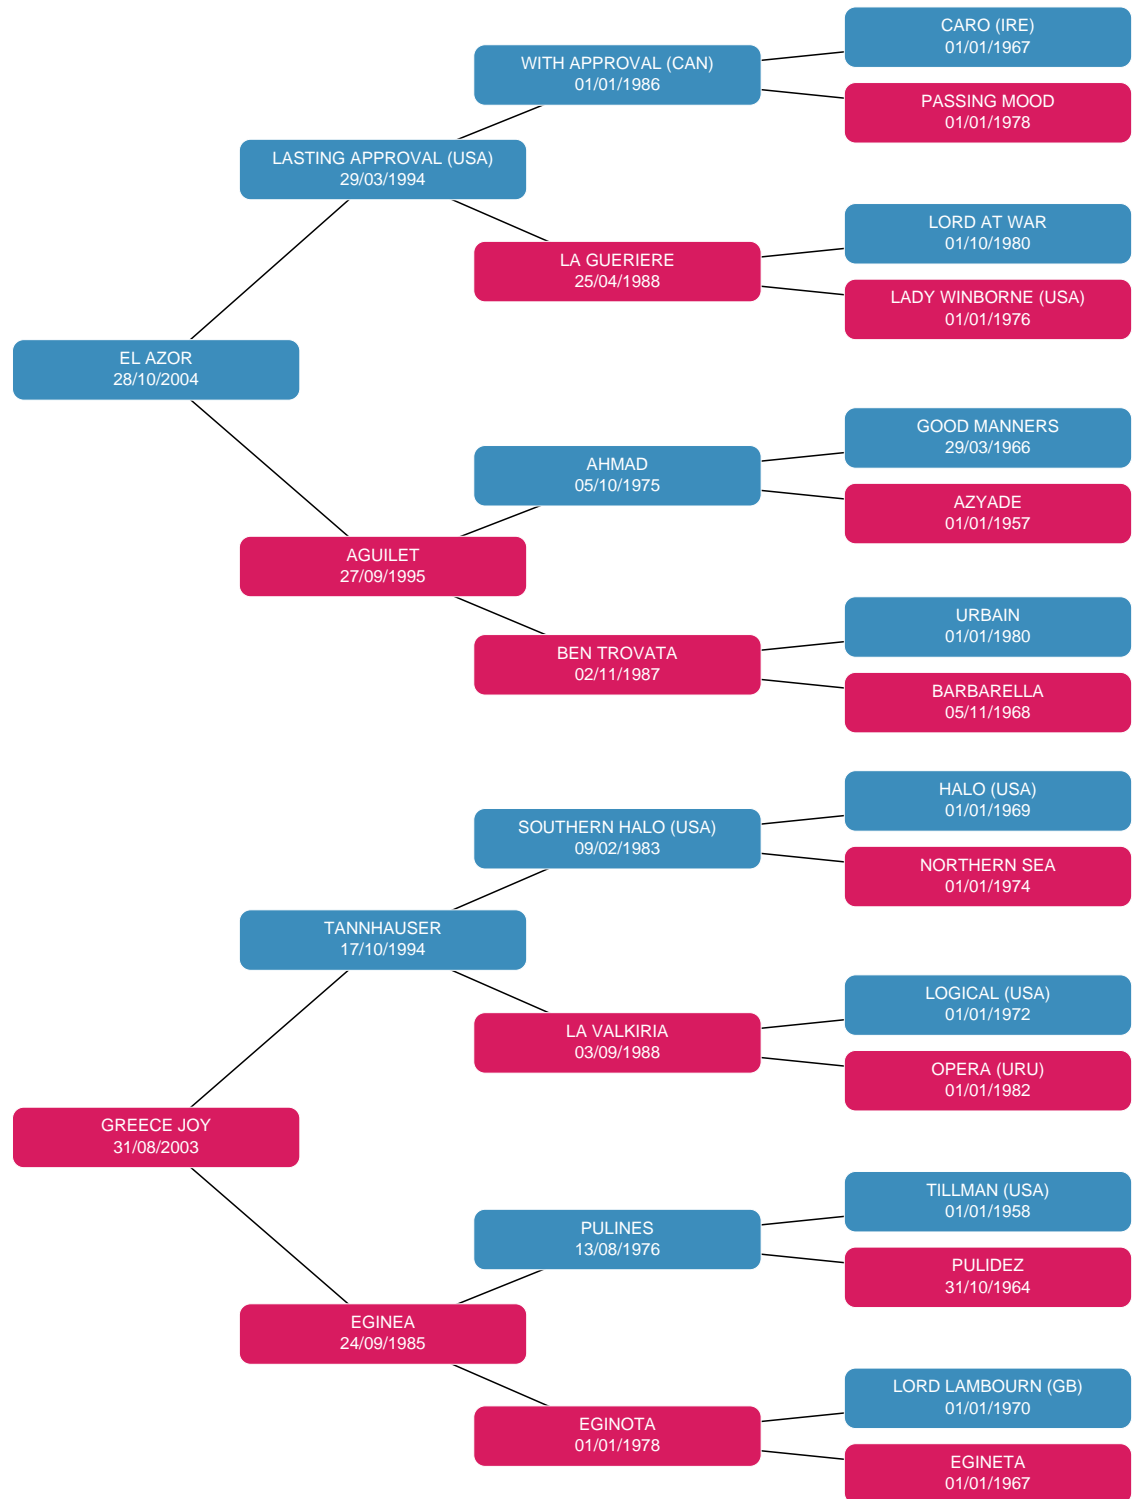 CARO (IRE)
01/01/1967
WITH APPROVAL (CAN)
01/01/1986
PASSING MOOD
01/01/1978
LASTING APPROVAL (USA)
29/03/1994
LORD AT WAR
01/10/1980
LA GUERIERE
25/04/1988
LADY WINBORNE (USA)
01/01/1976
EL AZOR
28/10/2004
GOOD MANNERS
29/03/1966
AHMAD
05/10/1975
AZYADE
01/01/1957
AGUILET
27/09/1995
URBAIN
01/01/1980
BEN TROVATA
02/11/1987
BARBARELLA
05/11/1968
HALO (USA)
01/01/1969
SOUTHERN HALO (USA)
09/02/1983
NORTHERN SEA
01/01/1974
TANNHAUSER
17/10/1994
LOGICAL (USA)
01/01/1972
LA VALKIRIA
03/09/1988
OPERA (URU)
01/01/1982
GREECE JOY
31/08/2003
TILLMAN (USA)
01/01/1958
PULINES
13/08/1976
PULIDEZ
31/10/1964
EGINEA
24/09/1985
LORD LAMBOURN (GB)
01/01/1970
EGINOTA
01/01/1978
EGINETA
01/01/1967